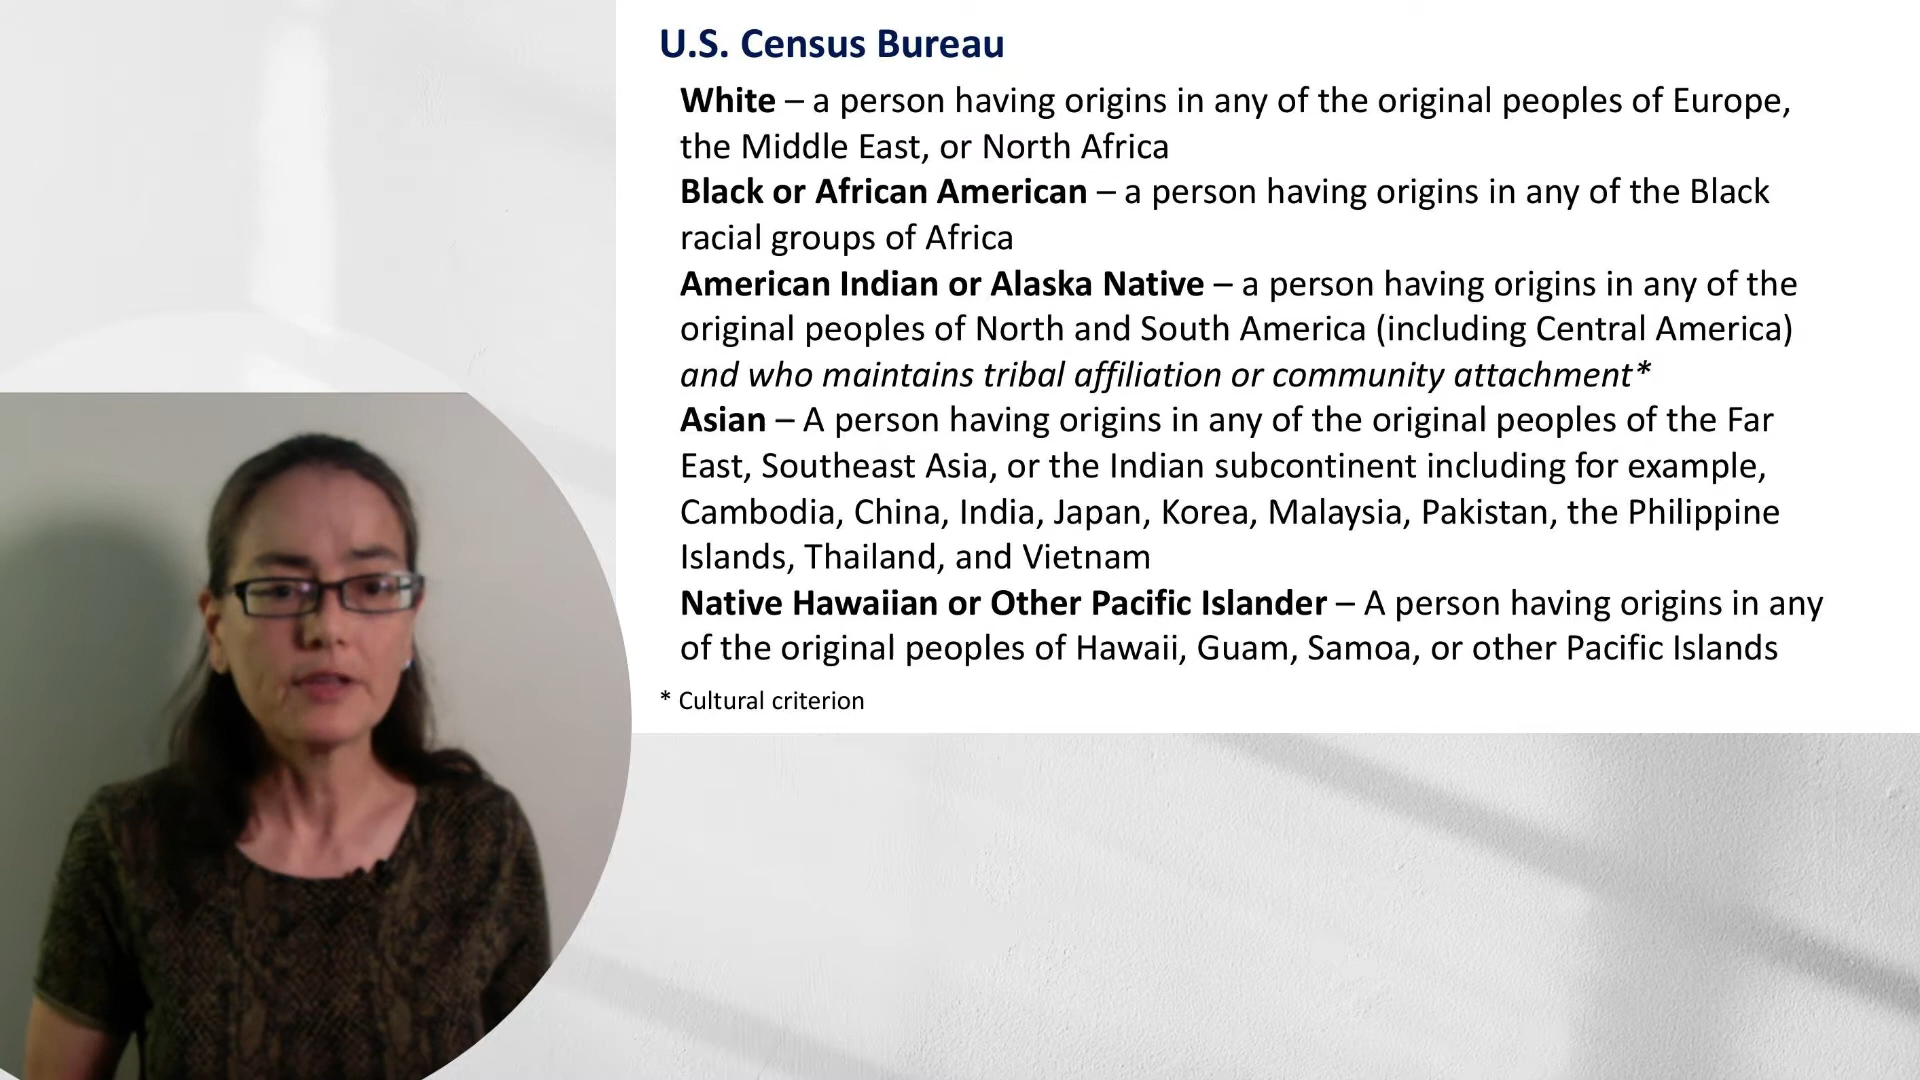 U.S. Census Bureau
White – a person having origins in any of the original peoples of Europe,
the Middle East, or North Africa
Black or African American – a person having origins in any of the Black
racial groups of Africa
American Indian or Alaska Native – a person having origins in any of the
original peoples of North and South America (including Central America)
and who maintains tribal affiliation or community attachment*
Asian – A person having origins in any of the original peoples of the Far
East, Southeast Asia, or the Indian subcontinent including for example,
Cambodia, China, India, Japan, Korea, Malaysia, Pakistan, the Philippine
Islands, Thailand, and Vietnam
Native Hawaiian or Other Pacific Islander – A person having origins in any
of the original peoples of Hawaii, Guam, Samoa, or other Pacific Islands
* Cultural criterion